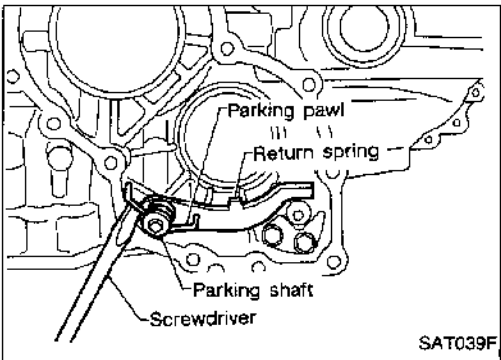 Parking pawl
Return spring
Parking shaft
Screwdriver
SAT039F